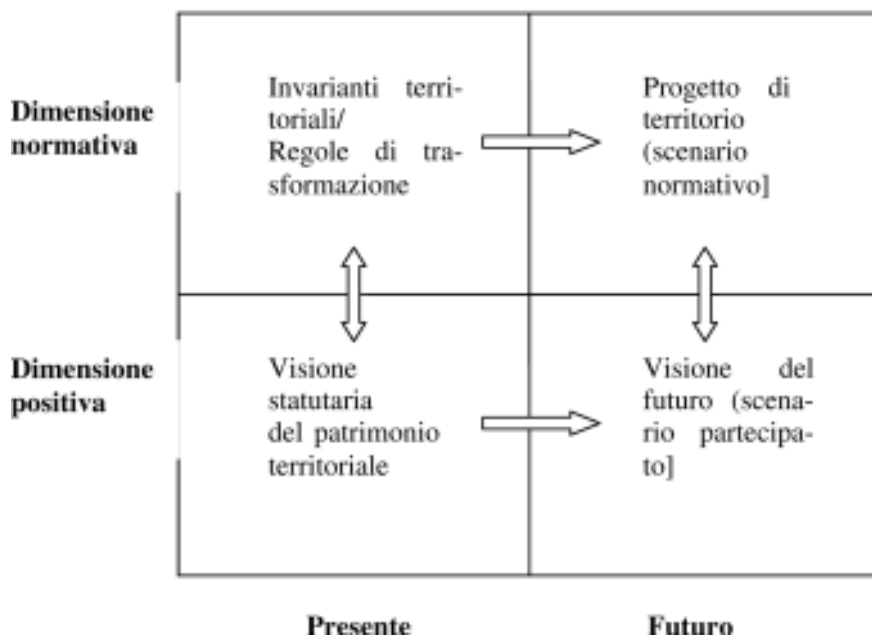 Dimensione
normativa
Invarianti terri-
toriali/
Regole di tra-
sformazione
Progetto di
territorio
(scenario
normativo]
Dimensione
positiva
Visione
statutaria
del patrimonio
territoriale
Visione del
futuro (scena-
rio partecipa-
to]
Presente
Futuro